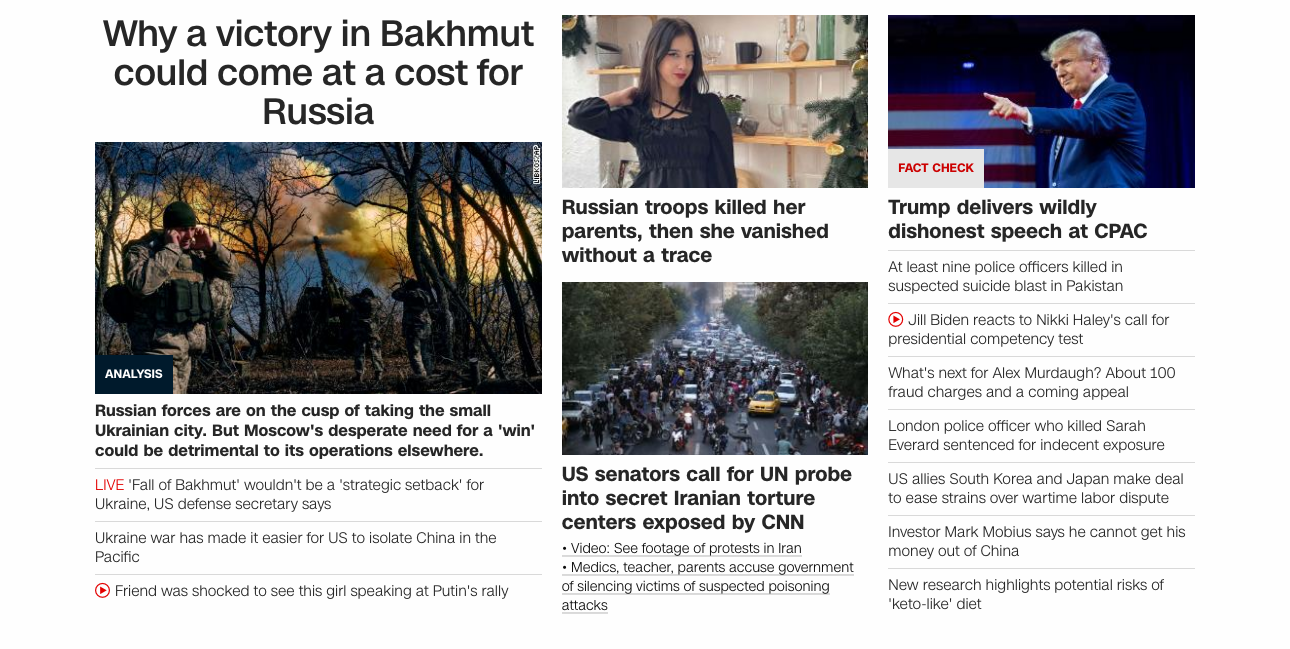 Why a victory in Bakhmut
could come at a cost for
Russia
LIBKOS/AP
ANALYSIS
Russian forces are on the cusp of taking the small
Ukrainian city. But Moscow's desperate need for a 'win'
could be detrimental to its operations elsewhere.
LIVE 'Fall of Bakhmut' wouldn't be a 'strategic setback' for
Ukraine, US defense secretary says
Ukraine war has made it easier for US to isolate China in the
Pacific
Friend was shocked to see this girl speaking at Putin's rally
Russian troops killed her
parents, then she vanished
without a trace
US senators call for UN probe
into secret Iranian torture
centers exposed by CNN
• Video: See footage of protests in Iran
• Medics, teacher, parents accuse government
of silencing victims of suspected poisoning
attacks
FACT CHECK
Trump delivers wildly
dishonest speech at CPAC
At least nine police officers killed in
suspected suicide blast in Pakistan
Jill Biden reacts to Nikki Haley's call for
presidential competency test
What's next for Alex Murdaugh? About 100
fraud charges and a coming appeal
London police officer who killed Sarah
Everard sentenced for indecent exposure
US allies South Korea and Japan make deal
to ease strains over wartime labor dispute
Investor Mark Mobius says he cannot get his
money out of China
New research highlights potential risks of
'keto-like' diet